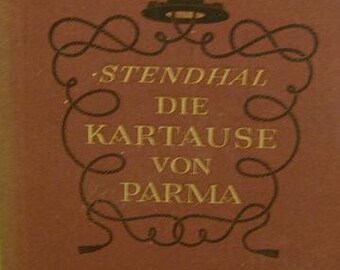 STENDHAL
DIE
KARTAUSE
VON
PARMA